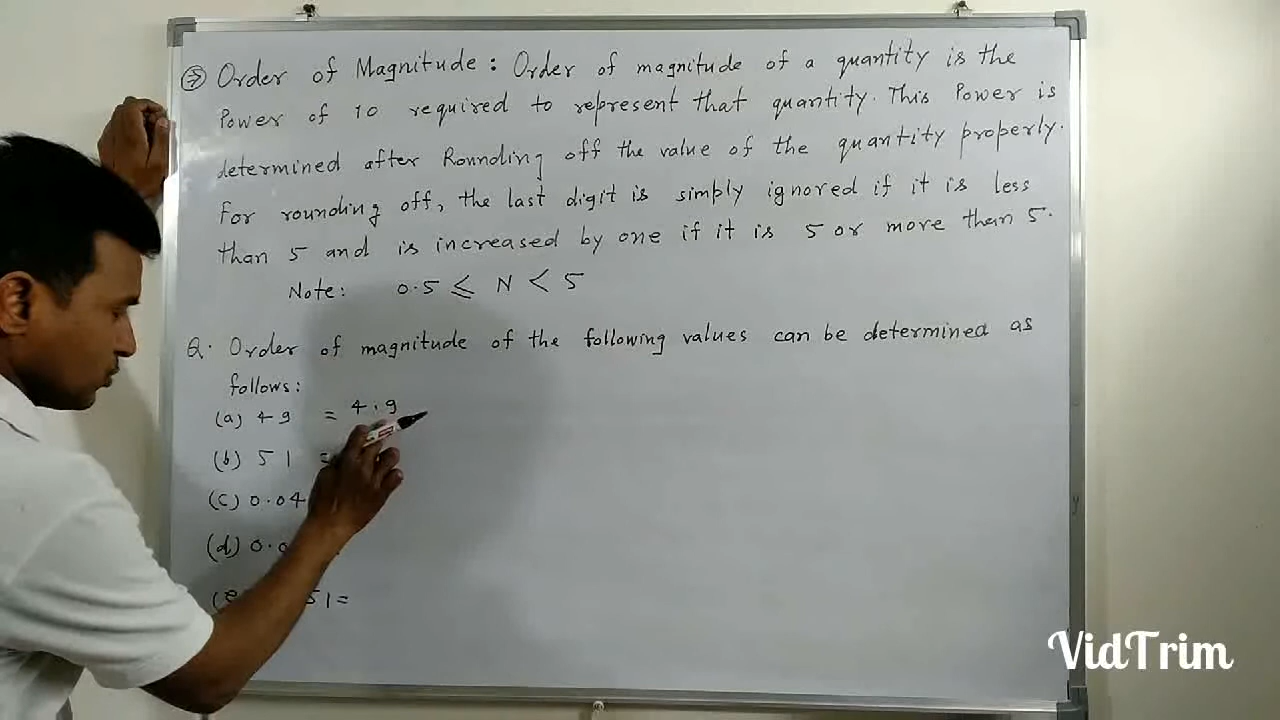 ⇒ Order of Magnitude : Order of magnitude of a quantity is the
Power of 10 required to represent that quantity. This Power is
determined after Rounding off the value of the quantity properly.
For rounding off, the last digit is simply ignored if it is less
than 5 and is increased by one if it is 5 or more than 5.
Note: 0.5 ≤ N < 5
Q. Order of magnitude of the following values can be determined as
follows:
(a) 49 = 4.9
(b) 51 =
(c) 0.04
(d) 0.0
(e) 51 =
VidTrim